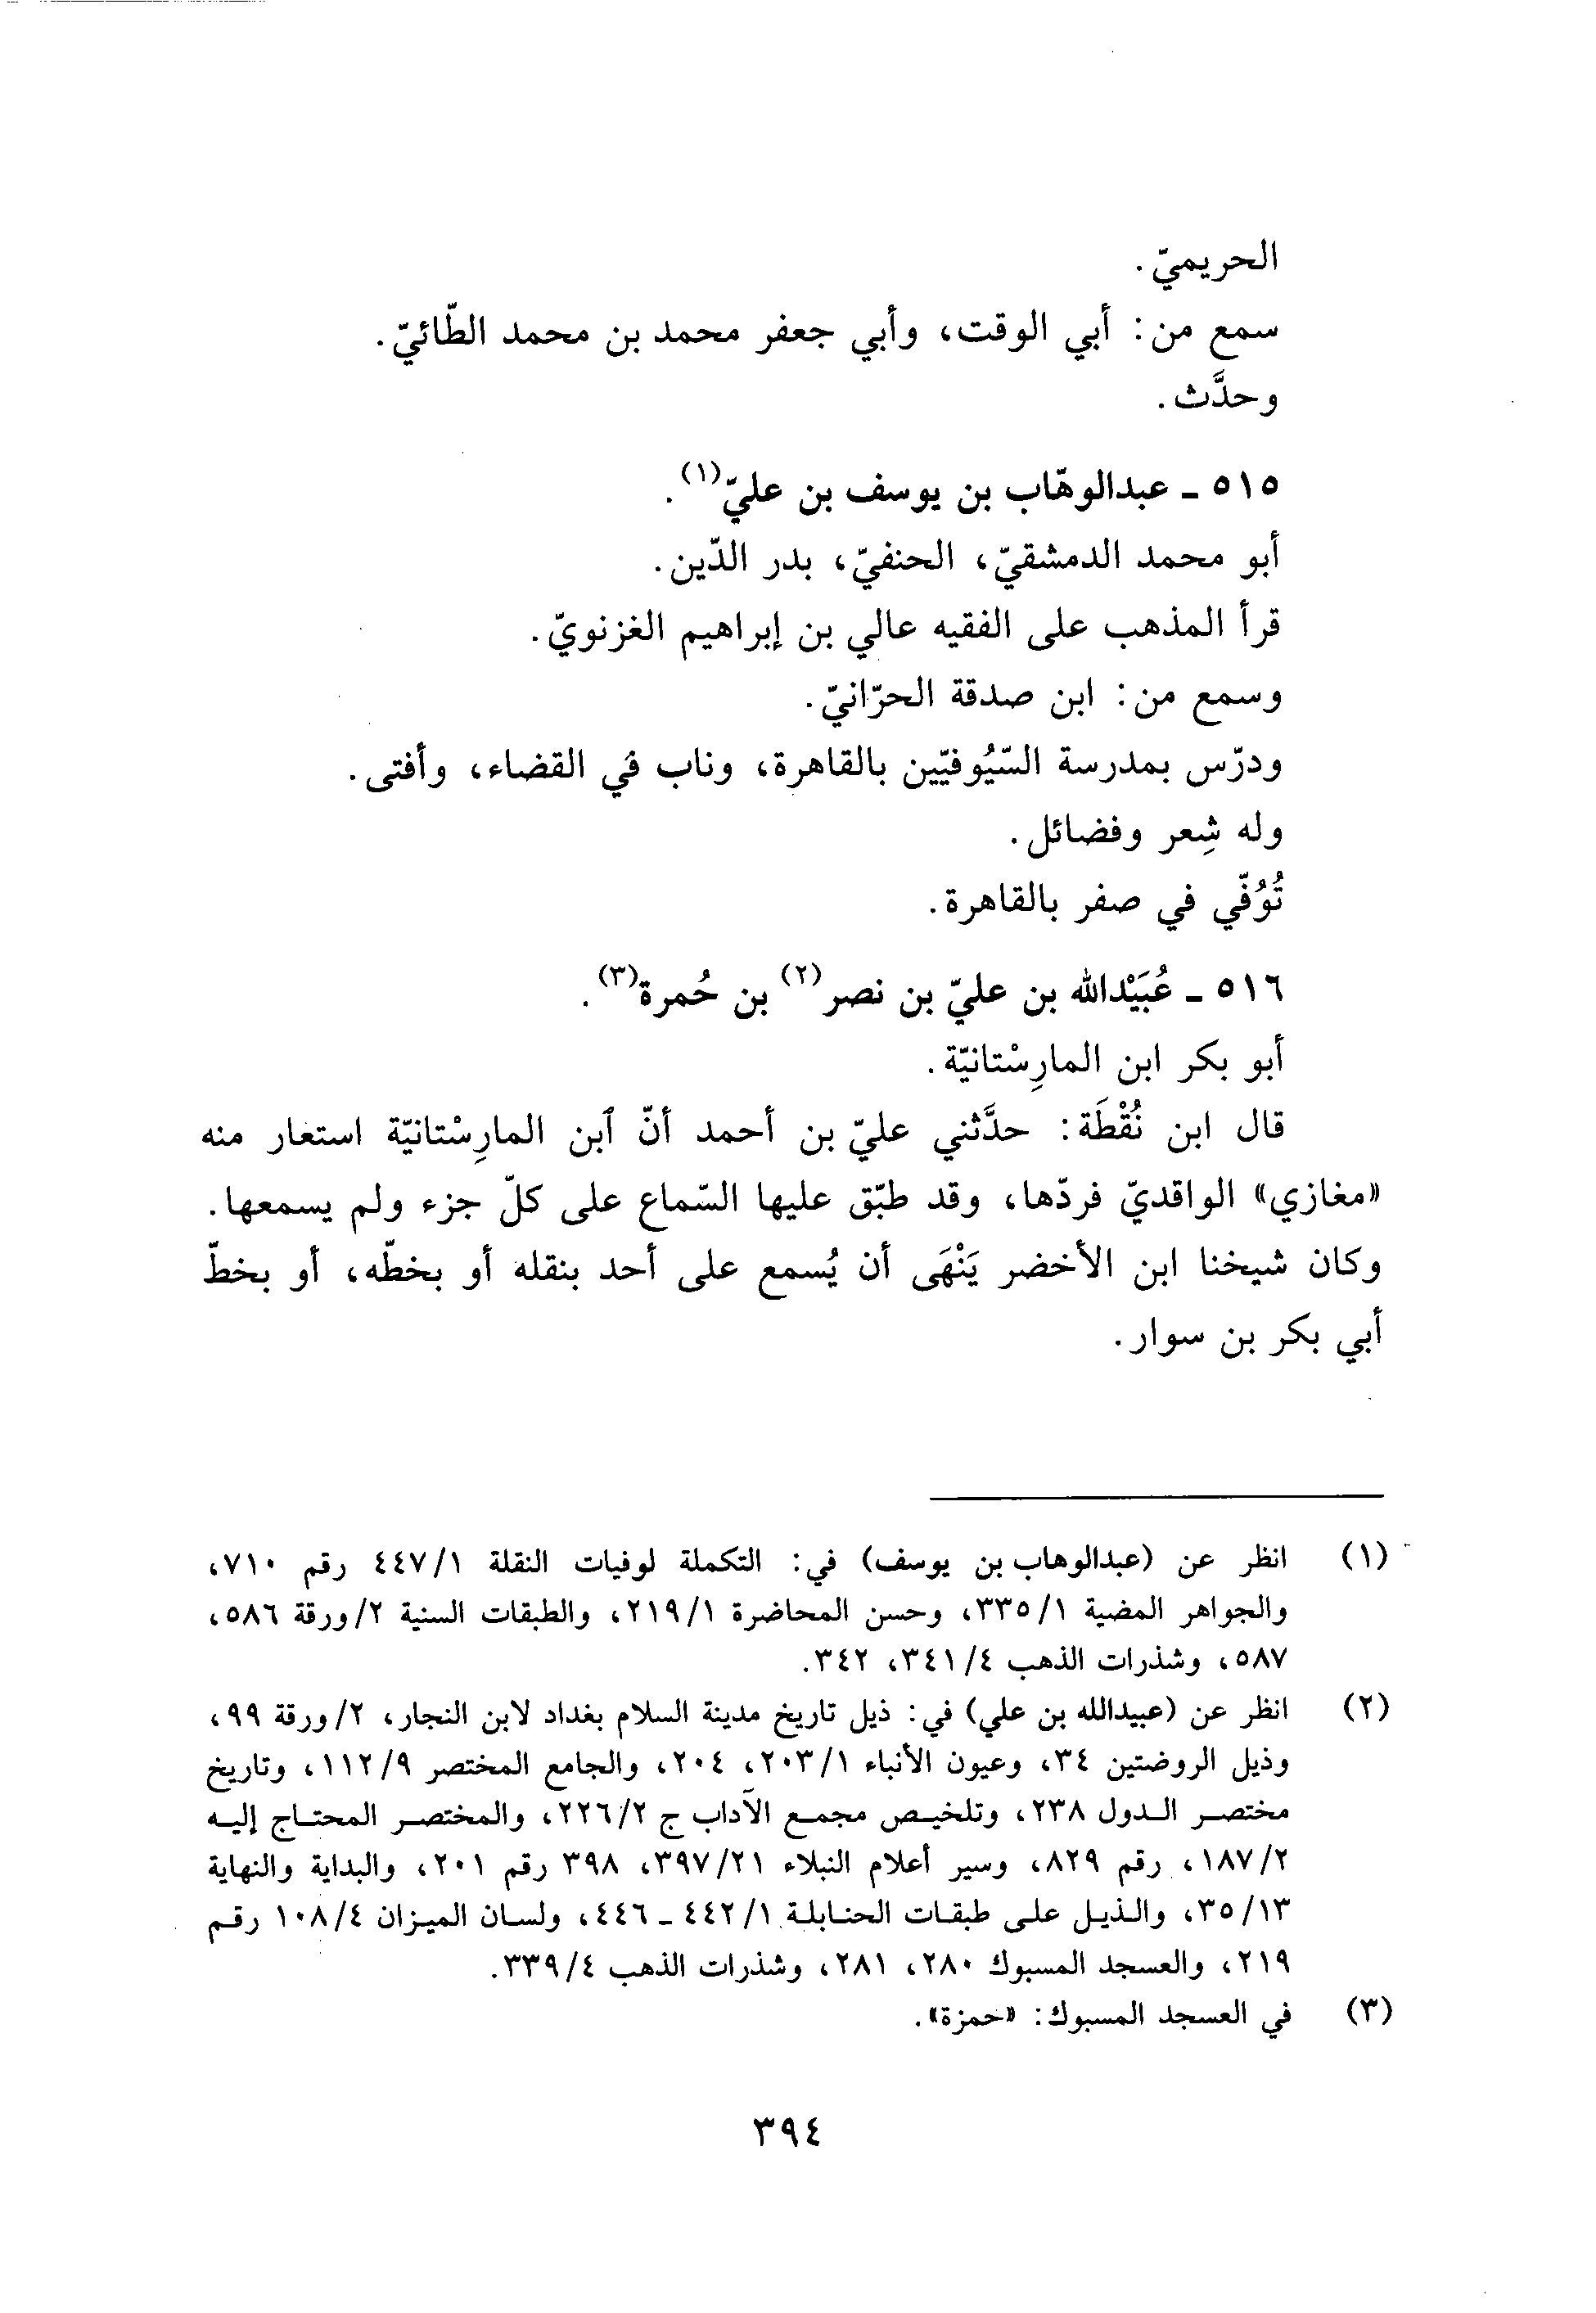 الحريميّ.
سمع من: أبي الوقت، وأبي جعفر محمد بن محمد الطّائيّ.
وحدَّث.
٥١٥ ـ عبدالوهّاب بن يوسف بن عليّ(١).
أبو محمد الدمشقيّ، الحنفيّ، بدر الدّين.
قرأ المذهب على الفقيه عالي بن إبراهيم الغزنويّ.
وسمع من: ابن صدقة الحرّانيّ.
ودرّس بمدرسة السّيُوفيّين بالقاهرة، وناب في القضاء، وأفتى.
وله شِعر وفضائل.
تُوُفّي في صفر بالقاهرة.
٥١٦ ـ عُبَيْدالله بن عليّ بن نصر(٢) بن حُمرة(٣).
أبو بكر ابن المارِسْتانيّة.
قال ابن نُقْطَة: حدَّثني عليّ بن أحمد أنّ ٱبن المارِسْتانيّة استعار منه
«مغازي» الواقديّ فردّها، وقد طبّق عليها السّماع على كلّ جزء ولم يسمعها.
وكان شيخنا ابن الأخضر يَنْهَى أن يُسمع على أحد بنقله أو بخطّه، أو بخطّ
أبي بكر بن سوار.
(١) انظر عن (عبدالوهاب بن يوسف) في: التكملة لوفيات النقلة ٤٤٧/١ رقم ٧١٠،
والجواهر المضية ٣٣٥/١، وحسن المحاضرة ٢١٩/١، والطبقات السنية ٢/ورقة ٥٨٦،
٥٨٧، وشذرات الذهب ٣٤١/٤، ٣٤٢.
(٢) انظر عن (عبيدالله بن علي) في: ذيل تاريخ مدينة السلام بغداد لابن النجار، ٢/ورقة ٩٩،
وذيل الروضتين ٣٤، وعيون الأنباء ٢٠٣/١، ٢٠٤، والجامع المختصر ١١٢/٩، وتاريخ
مختصر الدول ٢٣٨، وتلخيص مجمع الآداب ج ٢٢٦/٢، والمختصر المحتاج إليه
١٨٧/٢، رقم ٨٢٩، وسير أعلام النبلاء ٣٩٧/٢١، ٣٩٨ رقم ٢٠١، والبداية والنهاية
٣٥/١٣، والذيل على طبقات الحنابلة ٤٤٢/١ ـ ٤٤٦، ولسان الميزان ١٠٨/٤ رقم
٢١٩، والعسجد المسبوك ٢٨٠، ٢٨١، وشذرات الذهب ٣٣٩/٤.
(٣) في العسجد المسبوك: «حمزة».
٣٩٤